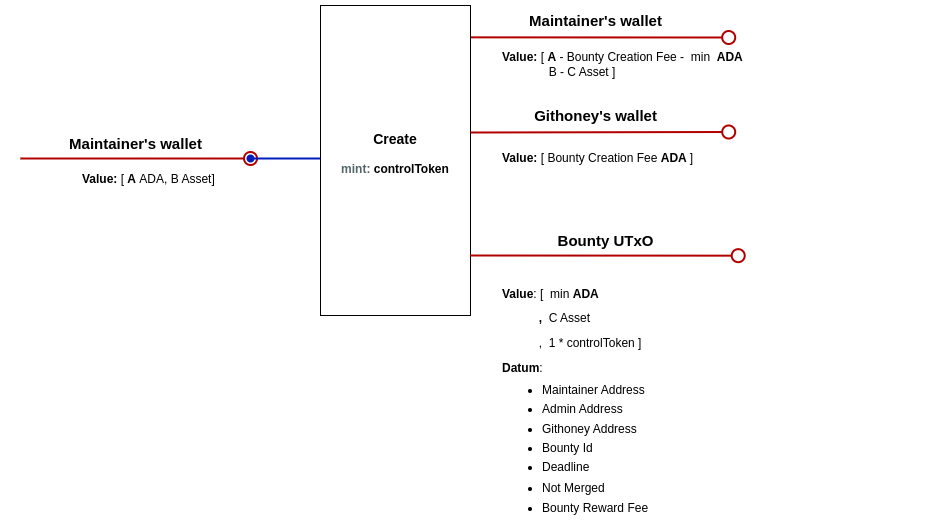 Maintainer's wallet
Value: [ A ADA, B Asset]
Create
mint: controlToken
Maintainer's wallet
Value: [ A - Bounty Creation Fee - min ADA
B - C Asset ]
Githoney's wallet
Value: [ Bounty Creation Fee ADA ]
Bounty UTxO
Value: [ min ADA
, C Asset
, 1 * controlToken ]
Datum:
• Maintainer Address
• Admin Address
• Githoney Address
• Bounty Id
• Deadline
• Not Merged
• Bounty Reward Fee